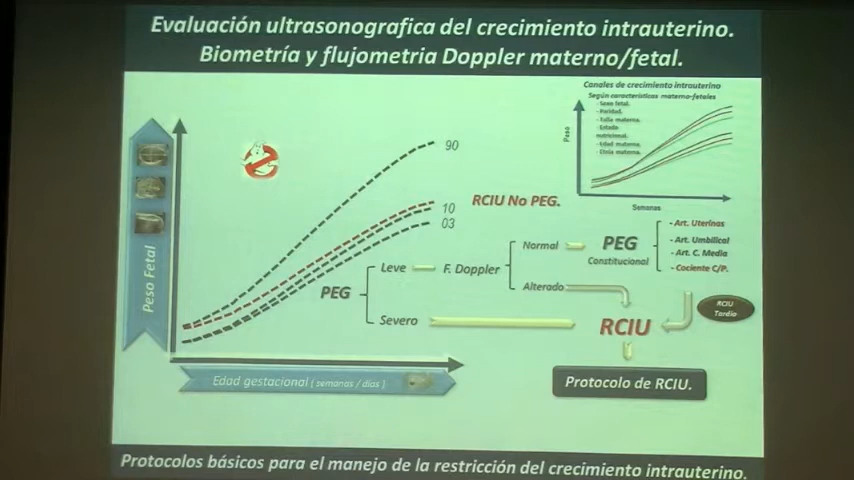 Evaluación ultrasonografica del crecimiento intrauterino.
Biometría y flujometria Doppler materno/fetal.
Canales de crecimiento intrauterino
Según características materno-fetales
- Sexo fetal.
- Paridad.
- Talla materna.
- Estado
nutricional.
- Edad materna.
- Etnia materna.
Peso
Semanas
90
10
03
RCIU No PEG.
Peso Fetal
Edad gestacional ( semanas / días )
PEG
Leve
Severo
F. Doppler
Normal
Alterado
PEG
Constitucional
- Art. Uterinas
- Art. Umbilical
- Art. C. Media
- Cociente C/P.
RCIU
Tardío
RCIU
Protocolo de RCIU.
Protocolos básicos para el manejo de la restricción del crecimiento intrauterino.